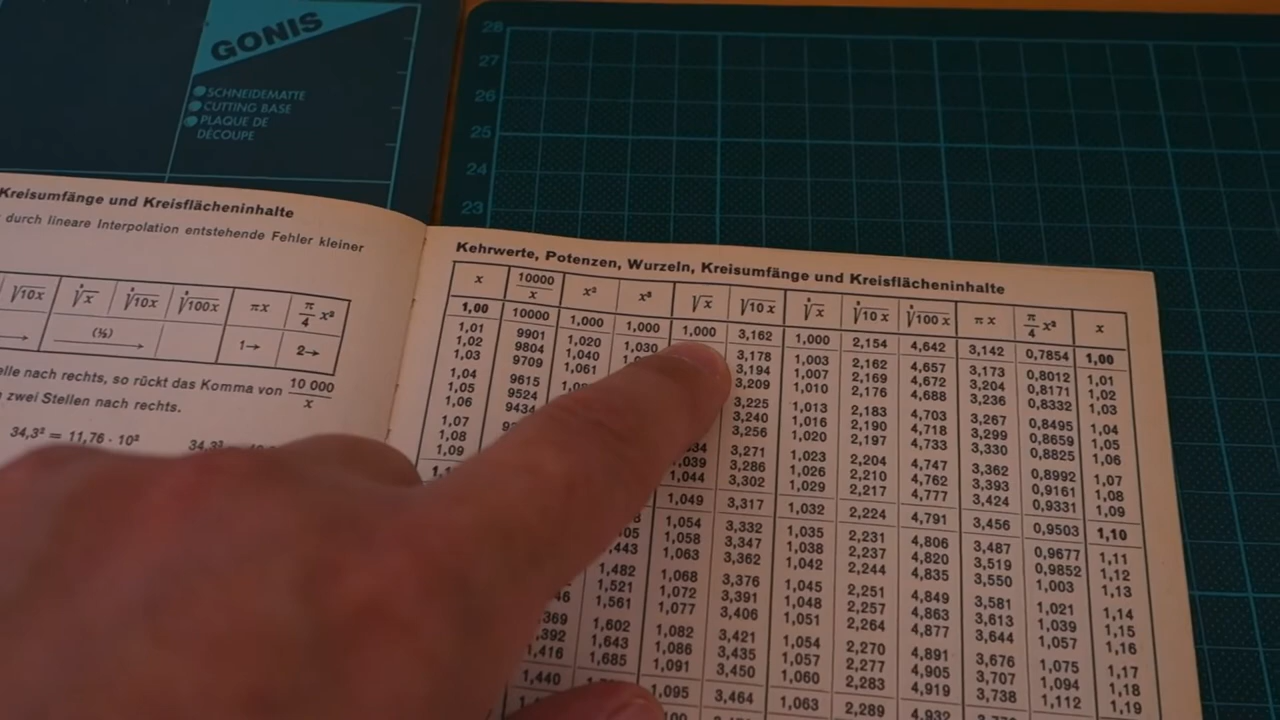 GONIS
SCHNEIDEMATTE
CUTTING BASE
PLAQUE DE
DÉCOUPE
28
27
26
25
24
23
Kreisumfänge und Kreisflächeninhalte
durch lineare Interpolation entstehende Fehler kleiner
√10x ∛x ∛10x ∛100x πx π/4 x²
(⅓) 1→ 2→
elle nach rechts, so rückt das Komma von 10 000/x
zwei Stellen nach rechts.
34,3² = 11,76 · 10²
Kehrwerte, Potenzen, Wurzeln, Kreisumfänge und Kreisflächeninhalte
x 10000/x x² x³ √x √10 x ∛x ∛10 x ∛100 x π x π/4 x² x
1,00 10000 1,000 1,000 1,000 3,162 1,000 2,154 4,642 3,142 0,7854 1,00
1,01 9901 1,020 1,030 3,178 1,003 2,162 4,657 3,173 0,8012 1,01
1,02 9804 1,040 3,194 1,007 2,169 4,672 3,204 0,8171 1,02
1,03 9709 1,061 3,209 1,010 2,176 4,688 3,236 0,8332 1,03
1,04 9615 3,225 1,013 2,183 4,703 3,267 0,8495 1,04
1,05 9524 3,240 1,016 2,190 4,718 3,299 0,8659 1,05
1,06 9434 3,256 1,020 2,197 4,733 3,330 0,8825 1,06
1,07 3,271 1,023 2,204 4,747 3,362 0,8992 1,07
1,08 ,039 3,286 1,026 2,210 4,762 3,393 0,9161 1,08
1,09 1,044 3,302 1,029 2,217 4,777 3,424 0,9331 1,09
1,049 3,317 1,032 2,224 4,791 3,456 0,9503 1,10
1,054 3,332 1,035 2,231 4,806 3,487 0,9677 1,11
1,058 3,347 1,038 2,237 4,820 3,519 0,9852 1,12
,443 1,063 3,362 1,042 2,244 4,835 3,550 1,003 1,13
1,482 1,068 3,376 1,045 2,251 4,849 3,581 1,021 1,14
1,521 1,072 3,391 1,048 2,257 4,863 3,613 1,039 1,15
1,561 1,077 3,406 1,051 2,264 4,877 3,644 1,057 1,16
,369 1,602 1,082 3,421 1,054 2,270 4,891 3,676 1,075 1,17
,392 1,643 1,086 3,435 1,057 2,277 4,905 3,707 1,094 1,18
1,416 1,685 1,091 3,450 1,060 2,283 4,919 3,738 1,112 1,19
1,440 1,095 3,464 1,063 2,289 4,932